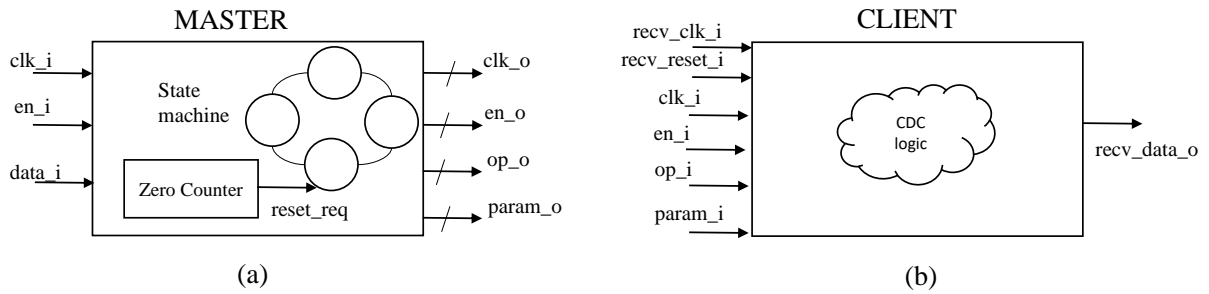 MASTER
clk_i
en_i
data_i
State
machine
Zero Counter
reset_req
clk_o
en_o
op_o
param_o
(a)
CLIENT
recv_clk_i
recv_reset_i
clk_i
en_i
op_i
param_i
CDC
logic
recv_data_o
(b)